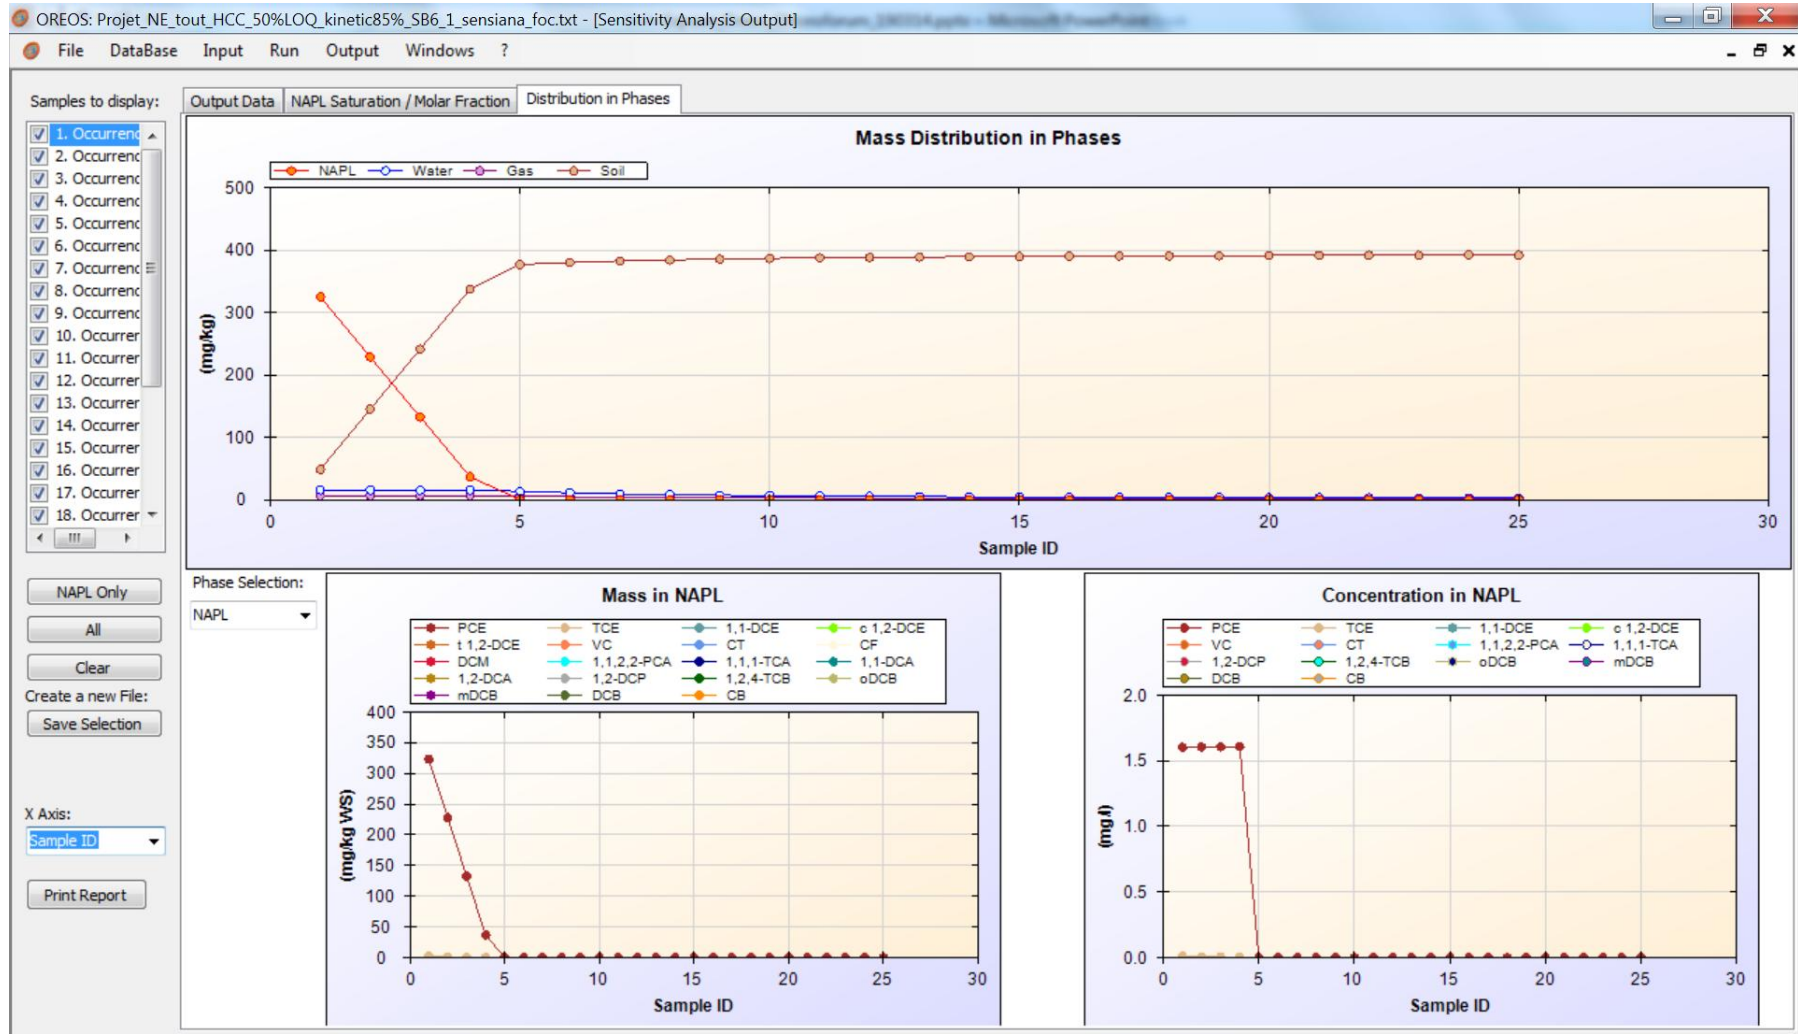 OREOS: Projet_NE_tout_HCC_50%LOQ_kinetic85%_SB6_1_sensiana_foc.txt - [Sensitivity Analysis Output]
File DataBase Input Run Output Windows ?
Samples to display:
1. Occurrenc
2. Occurrenc
3. Occurrenc
4. Occurrenc
5. Occurrenc
6. Occurrenc
7. Occurrenc
8. Occurrenc
9. Occurrenc
10. Occurrer
11. Occurrer
12. Occurrer
13. Occurrer
14. Occurrer
15. Occurrer
16. Occurrer
17. Occurrer
18. Occurrer
NAPL Only
All
Clear
Create a new File:
Save Selection
X Axis:
Sample ID
Print Report
Output Data NAPL Saturation / Molar Fraction Distribution in Phases
Mass Distribution in Phases
NAPL Water Gas Soil
500
400
300
200
100
0
(mg/kg)
0 5 10 15 20 25 30
Sample ID
Phase Selection:
NAPL
Mass in NAPL
PCE TCE 1,1-DCE c 1,2-DCE
t 1,2-DCE VC CT CF
DCM 1,1,2,2-PCA 1,1,1-TCA 1,1-DCA
1,2-DCA 1,2-DCP 1,2,4-TCB oDCB
mDCB DCB CB
400
350
300
250
200
150
100
50
0
(mg/kg WS)
0 5 10 15 20 25 30
Sample ID
Concentration in NAPL
PCE TCE 1,1-DCE c 1,2-DCE
VC CT 1,1,2,2-PCA 1,1,1-TCA
1,2-DCP 1,2,4-TCB oDCB mDCB
DCB CB
2.0
1.5
1.0
0.5
0.0
(mg.l)
0 5 10 15 20 25 30
Sample ID